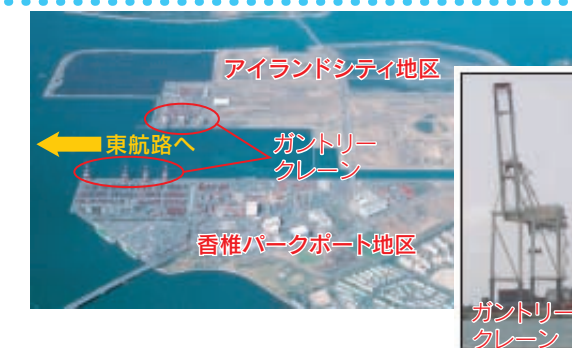 アイランドシティ地区
東航路へ
ガントリー
クレーン
香椎パークポート地区
ガントリー
クレーン